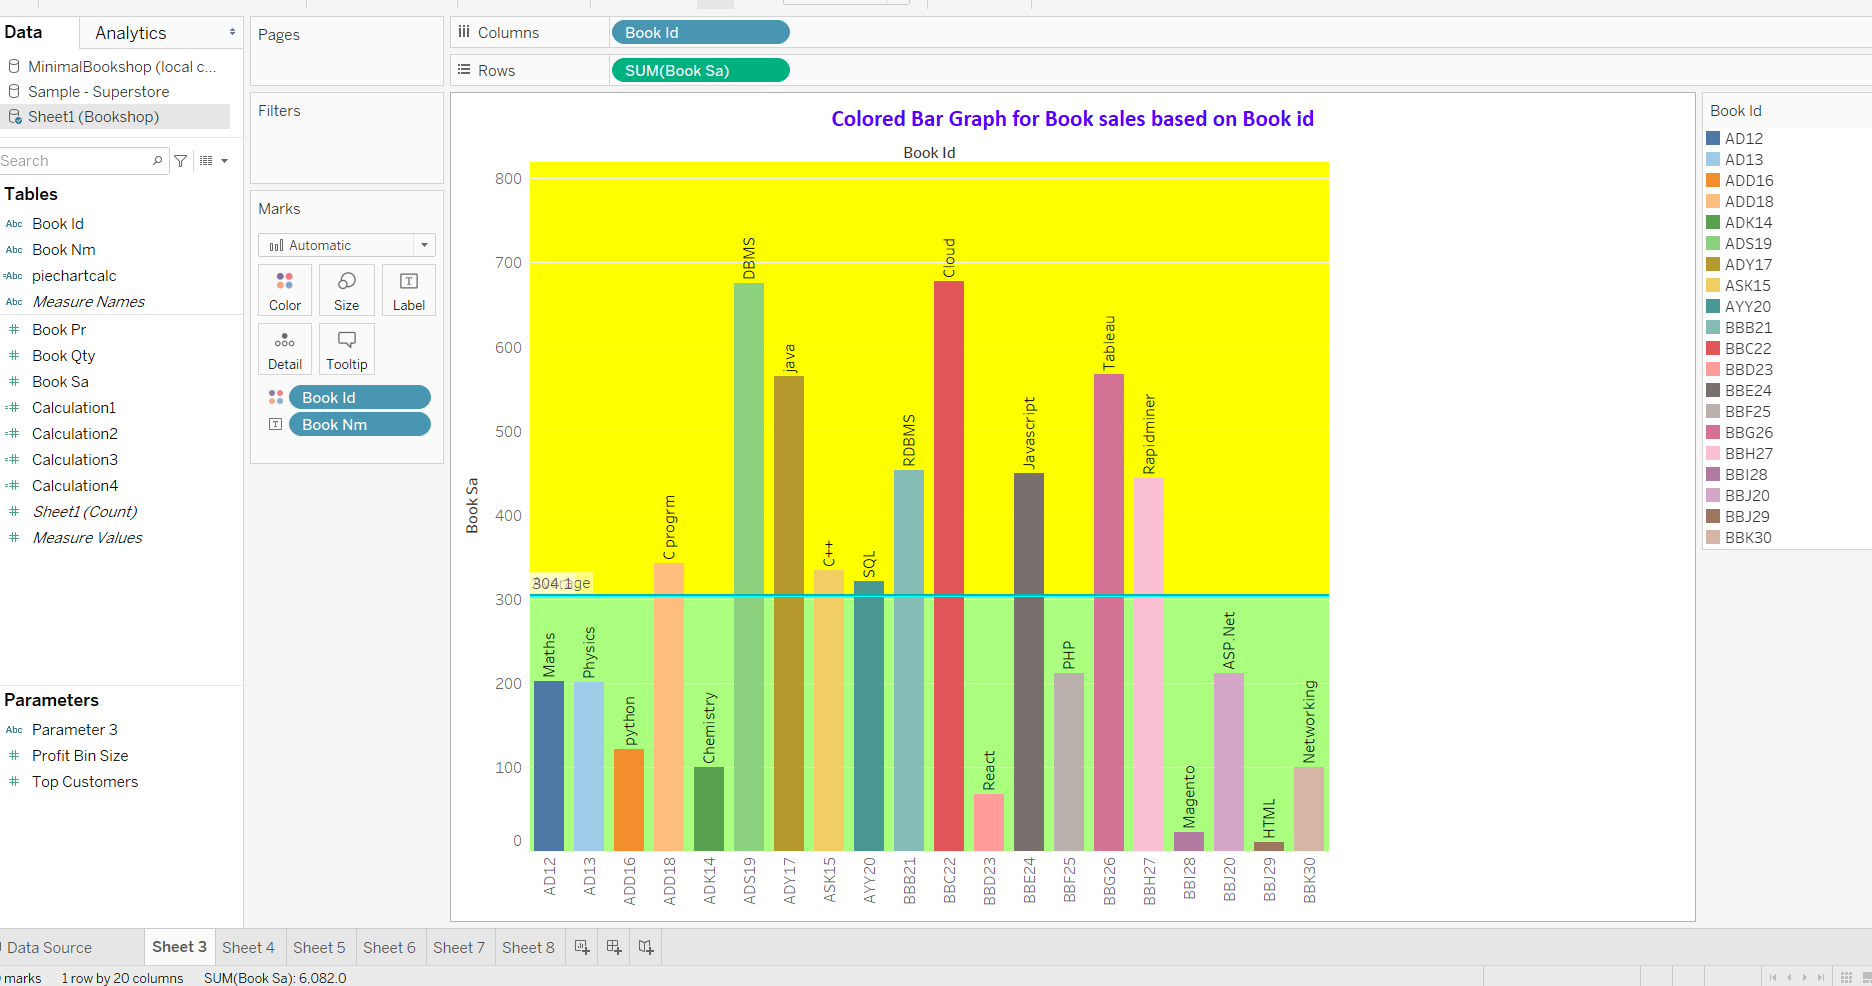 Data
Analytics
MinimalBookshop (local c...
Sample - Superstore
Sheet1 (Bookshop)
Search
Tables
Abc Book Id
Abc Book Nm
=Abc piechartcalc
Abc Measure Names
# Book Pr
# Book Qty
# Book Sa
=# Calculation1
=# Calculation2
=# Calculation3
=# Calculation4
# Sheet1 (Count)
# Measure Values
Parameters
Abc Parameter 3
# Profit Bin Size
# Top Customers
Pages
Filters
Marks
Automatic
Color
Size
Label
Detail
Tooltip
Book Id
Book Nm
Columns
Book Id
Rows
SUM(Book Sa)
Colored Bar Graph for Book sales based on Book id
Book Id
Book Sa
800
700
600
500
400
300
200
100
0
304.1
Maths
Physics
python
C progrm
Chemistry
DBMS
java
C++
SQL
RDBMS
Cloud
React
Javascript
PHP
Tableau
Rapidminer
Magento
ASP.Net
HTML
Networking
AD12
AD13
ADD16
ADD18
ADK14
ADS19
ADY17
ASK15
AYY20
BBB21
BBC22
BBD23
BBE24
BBF25
BBG26
BBH27
BBI28
BBJ20
BBJ29
BBK30
Book Id
AD12
AD13
ADD16
ADD18
ADK14
ADS19
ADY17
ASK15
AYY20
BBB21
BBC22
BBD23
BBE24
BBF25
BBG26
BBH27
BBI28
BBJ20
BBJ29
BBK30
Data Source
Sheet 3
Sheet 4
Sheet 5
Sheet 6
Sheet 7
Sheet 8
marks
1 row by 20 columns
SUM(Book Sa): 6,082.0